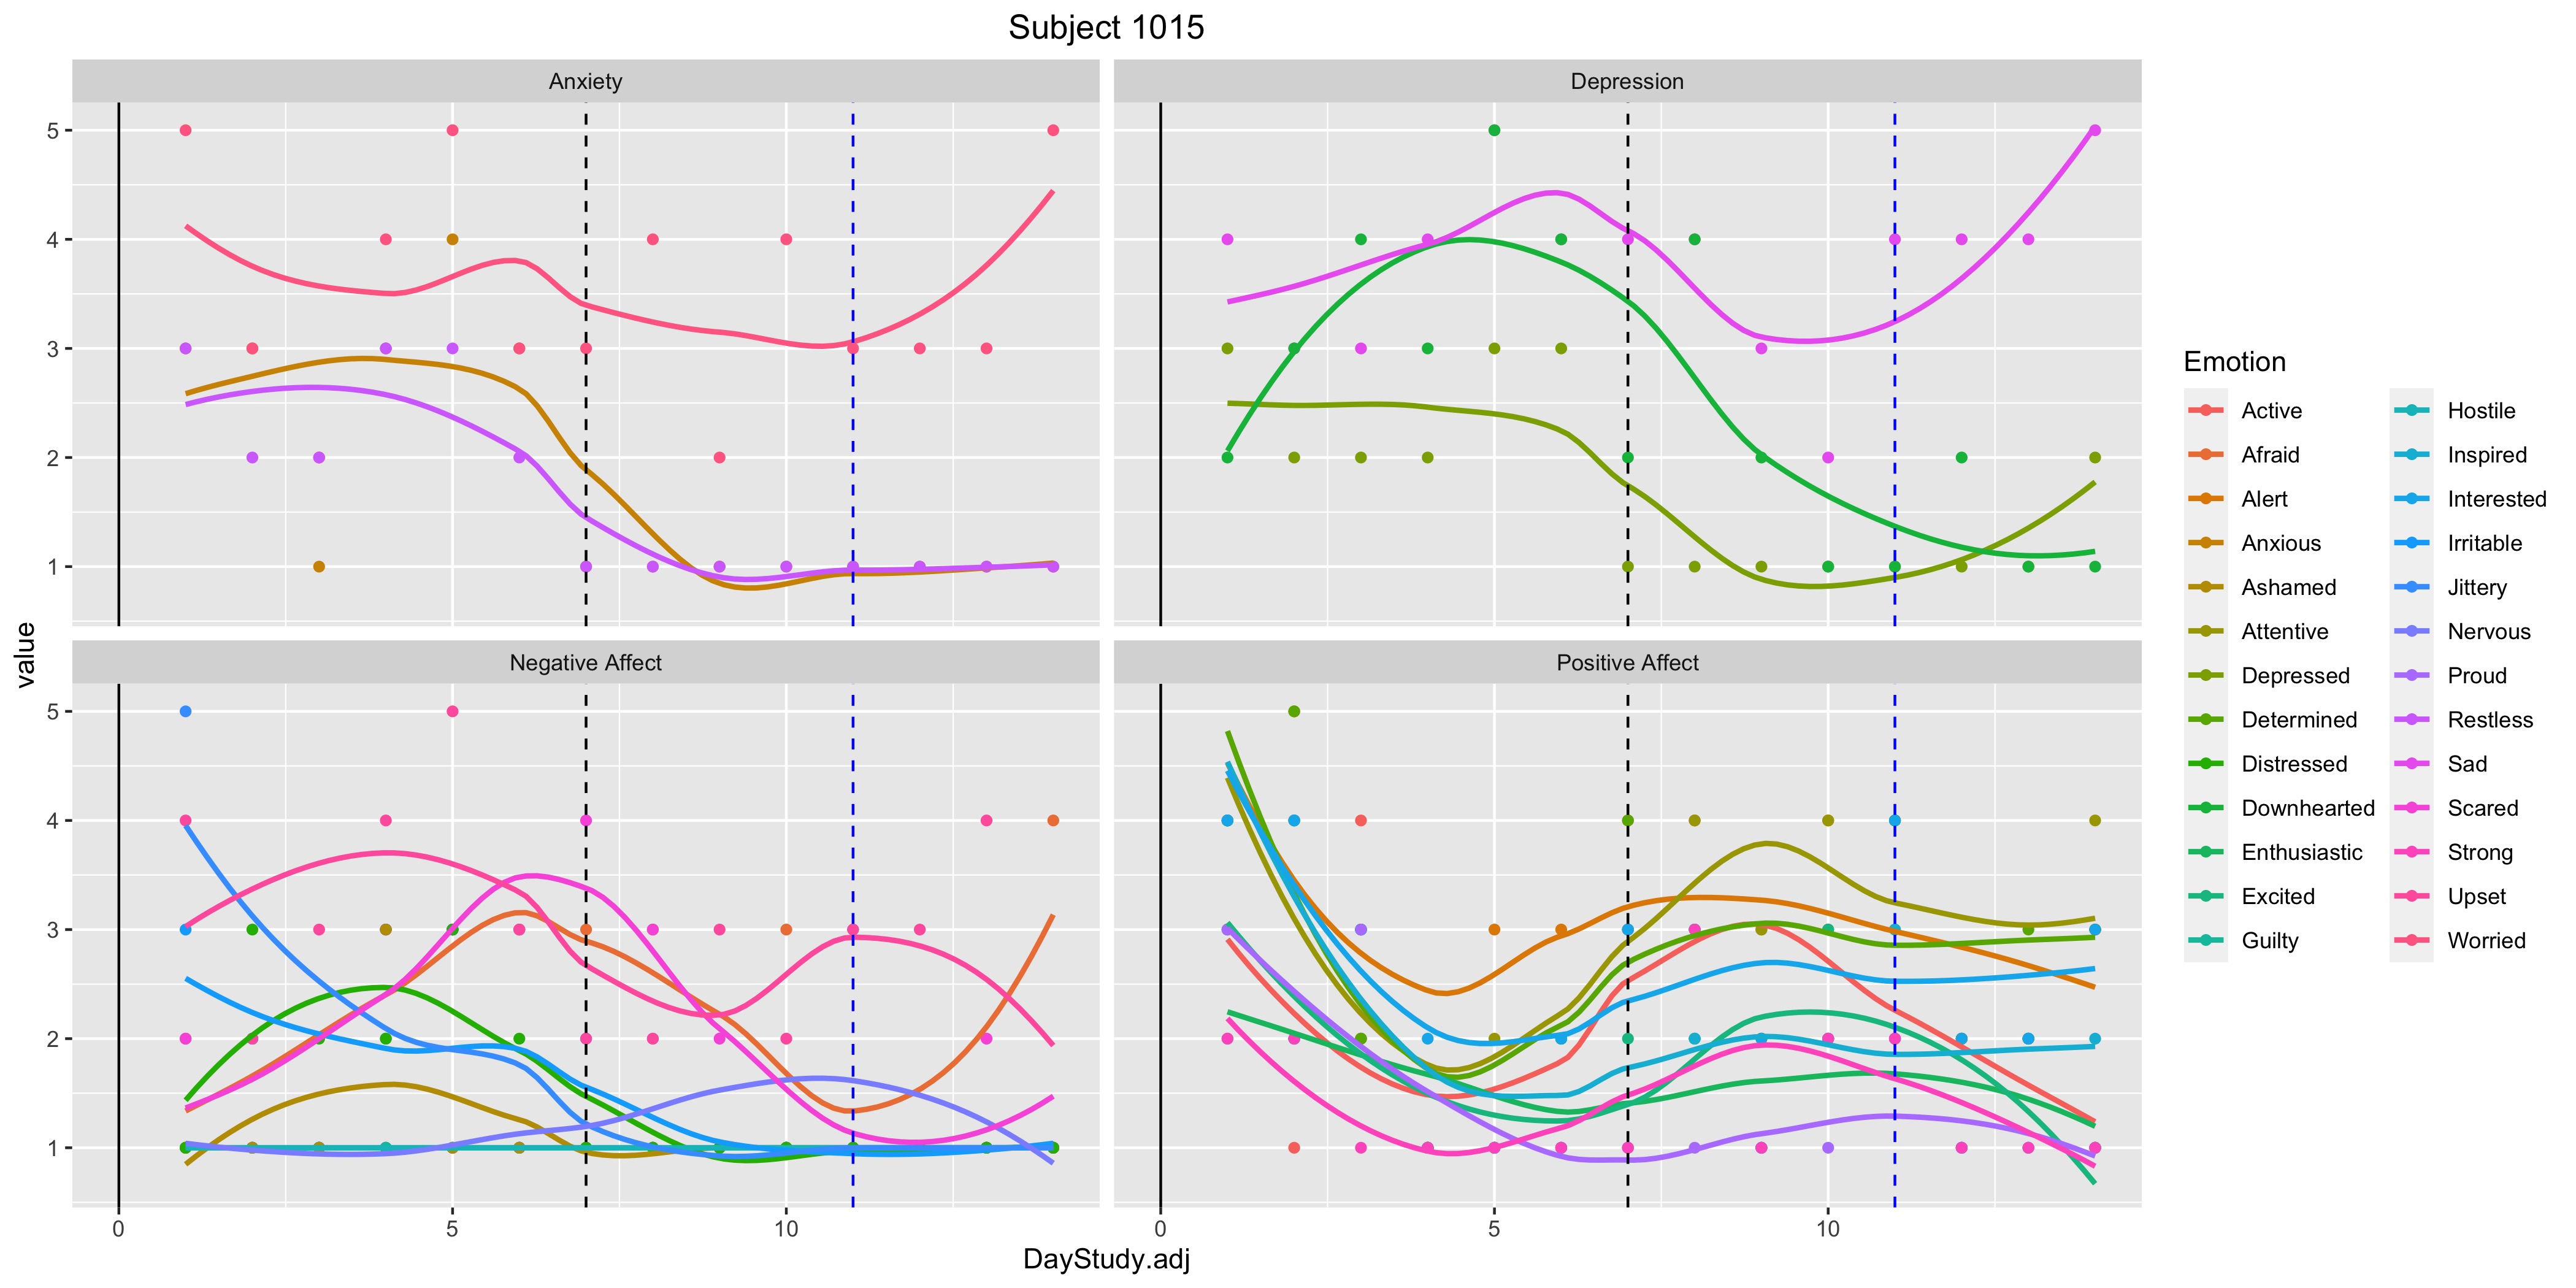 Subject 1015
Anxiety
Depression
5
4
3
2
1
value
Negative Affect
Positive Affect
5
4
3
2
1
0
5
10
0
5
10
DayStudy.adj
Emotion
Active
Afraid
Alert
Anxious
Ashamed
Attentive
Depressed
Determined
Distressed
Downhearted
Enthusiastic
Excited
Guilty
Hostile
Inspired
Interested
Irritable
Jittery
Nervous
Proud
Restless
Sad
Scared
Strong
Upset
Worried